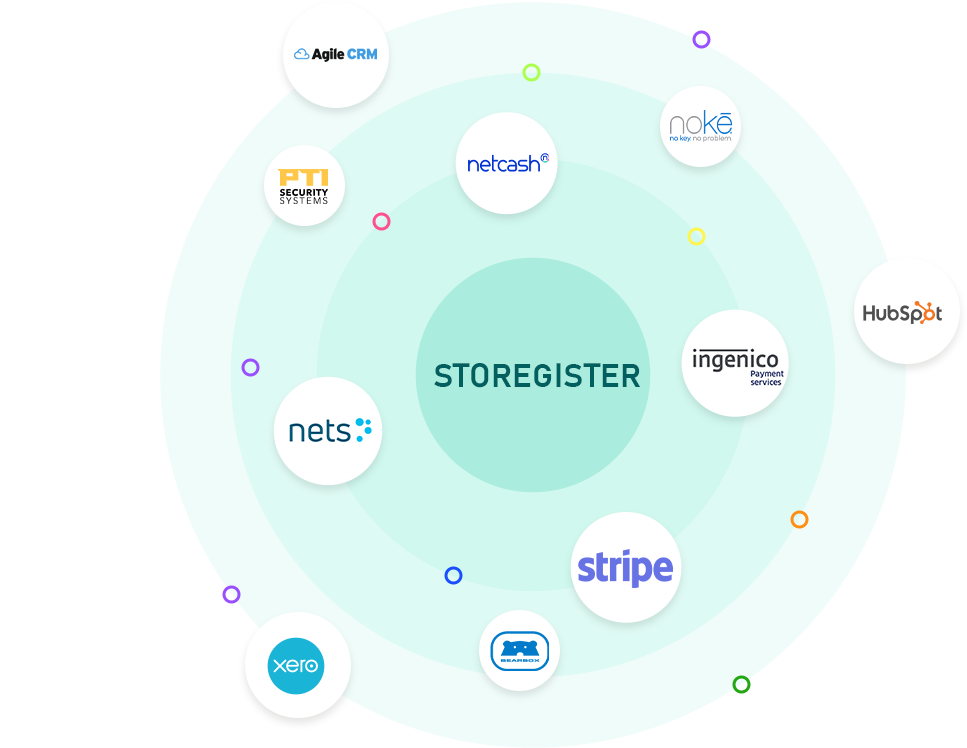 Agile CRM
nokē
no key. no problem.
netcash
PTI
SECURITY
SYSTEMS
HubSpot
ingenico
Payment
services
STOREGISTER
nets
stripe
BEARBOX
xero